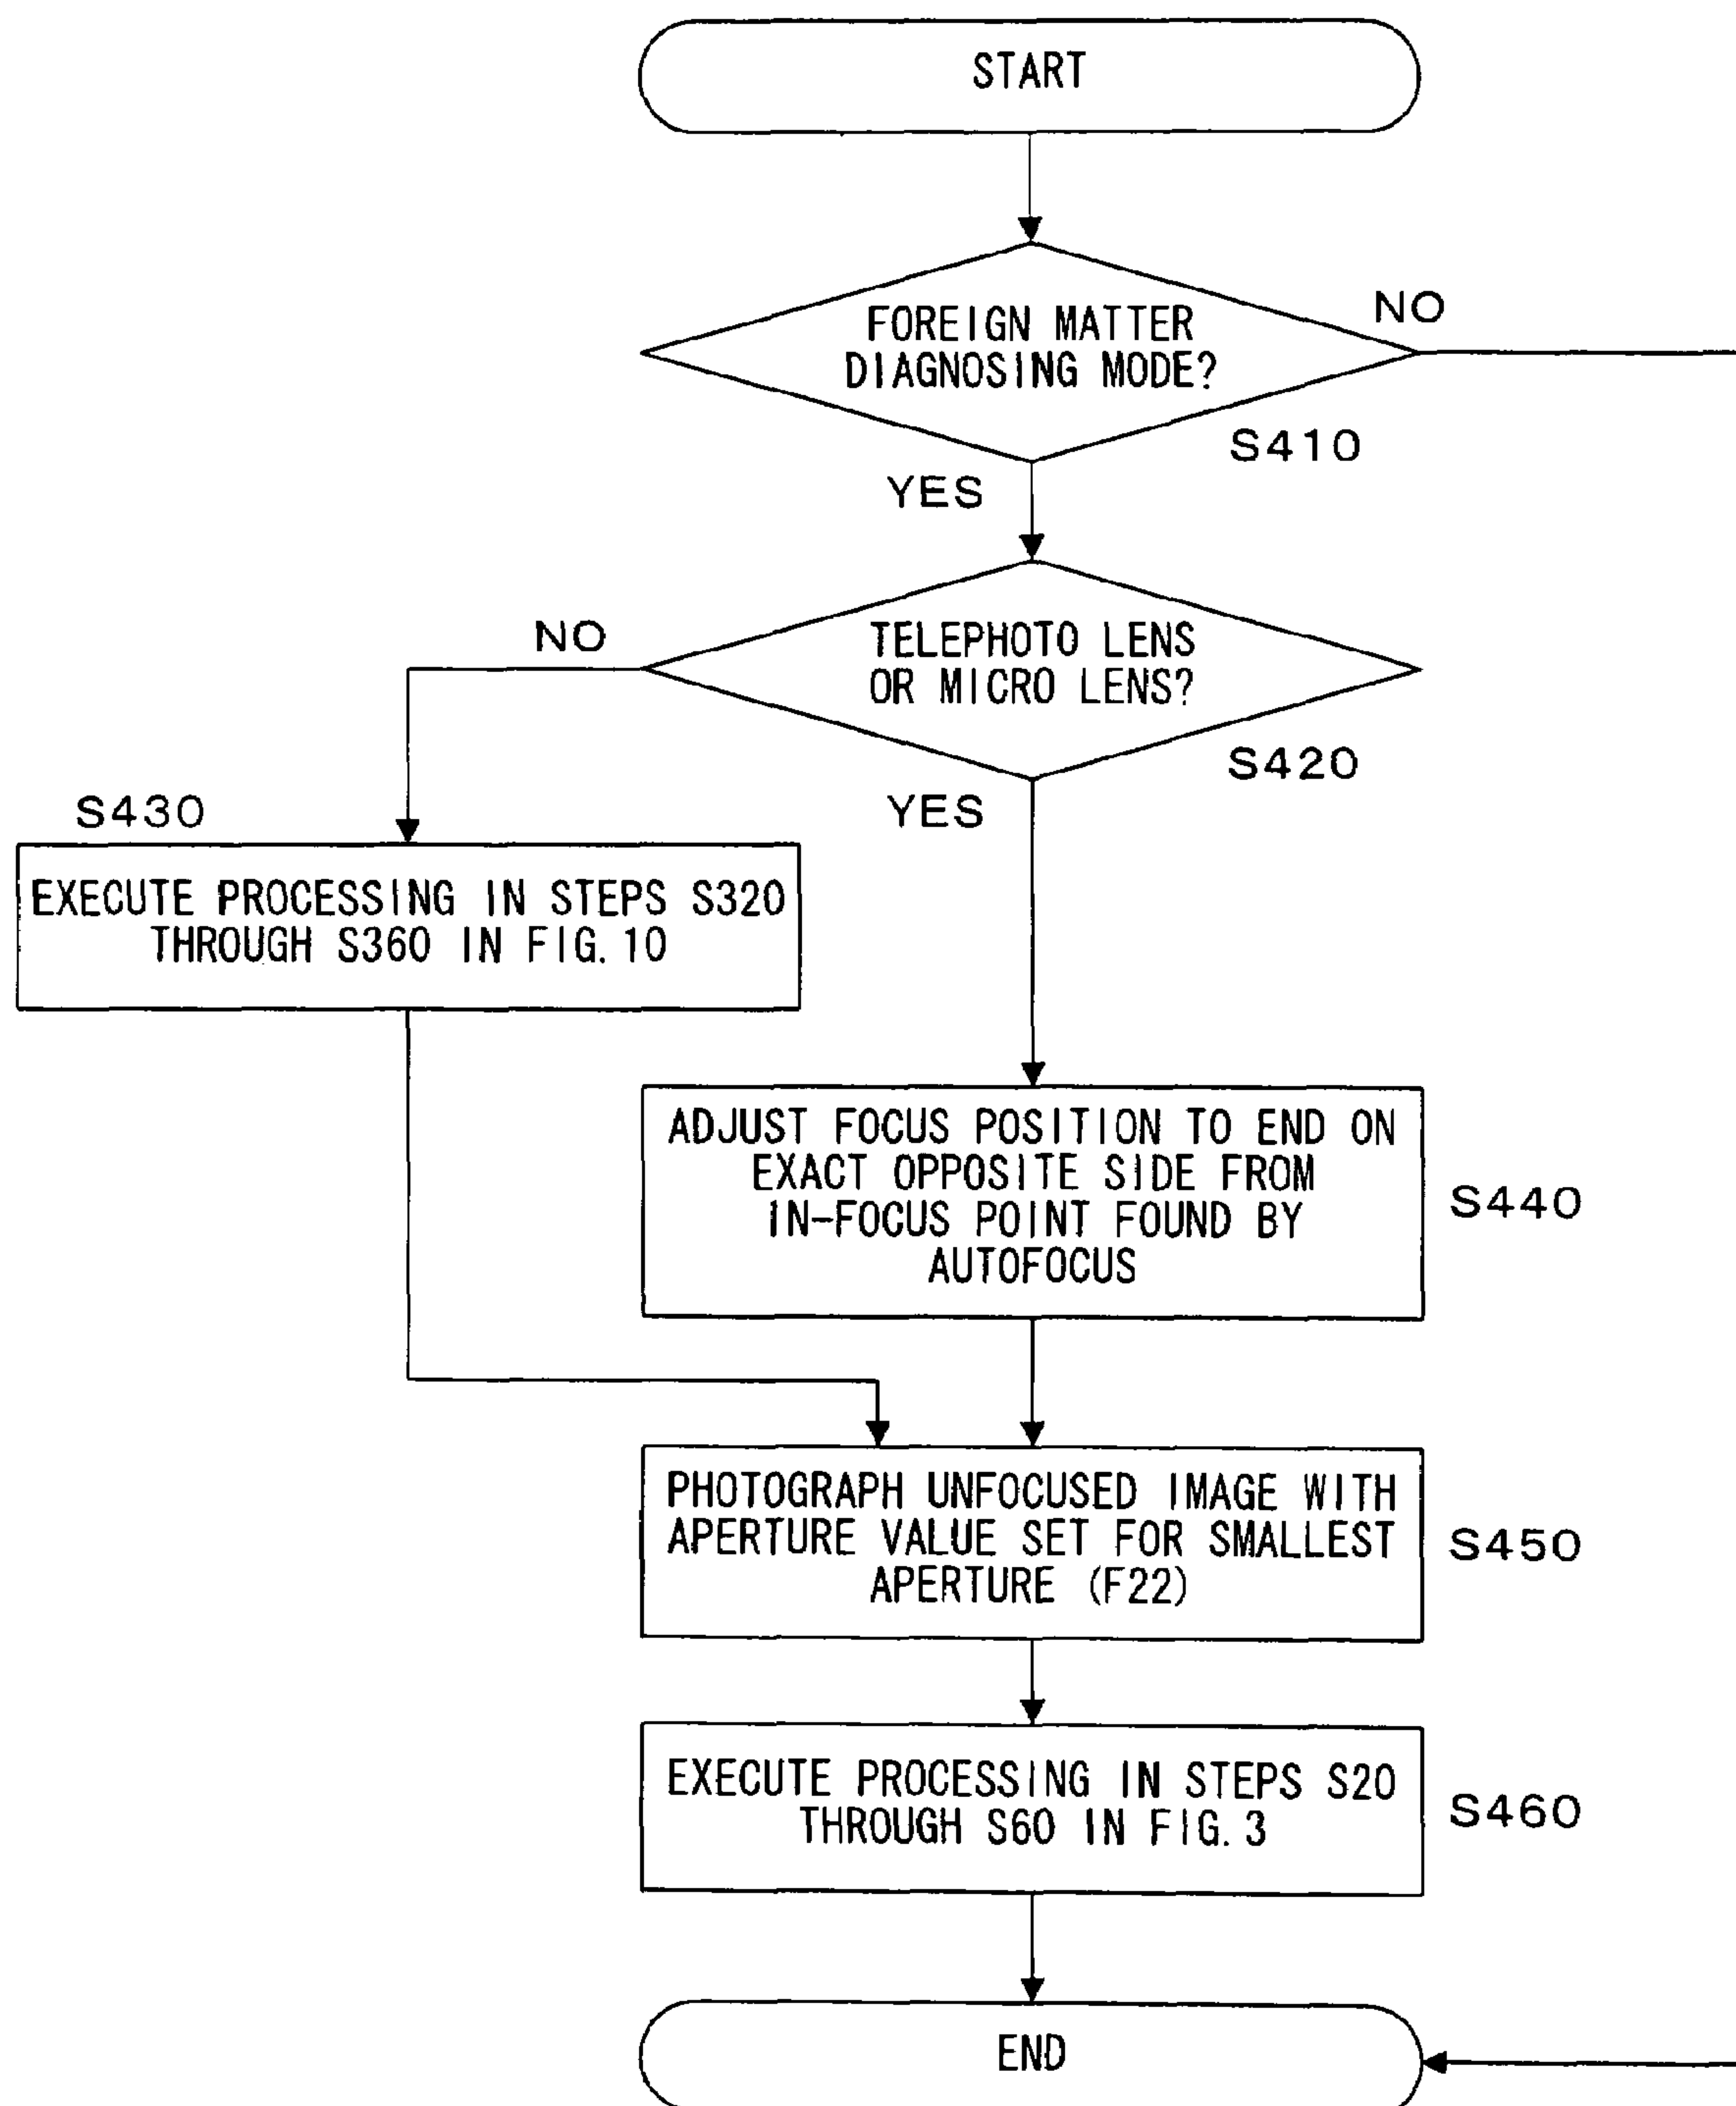 START
FOREIGN MATTER
DIAGNOSING MODE?
NO
S410
YES
TELEPHOTO LENS
OR MICRO LENS?
NO
S420
YES
S430
EXECUTE PROCESSING IN STEPS S320
THROUGH S360 IN FIG. 10
ADJUST FOCUS POSITION TO END ON
EXACT OPPOSITE SIDE FROM
IN-FOCUS POINT FOUND BY
AUTOFOCUS
S440
PHOTOGRAPH UNFOCUSED IMAGE WITH
APERTURE VALUE SET FOR SMALLEST
APERTURE (F22)
S450
EXECUTE PROCESSING IN STEPS S20
THROUGH S60 IN FIG. 3
S460
END